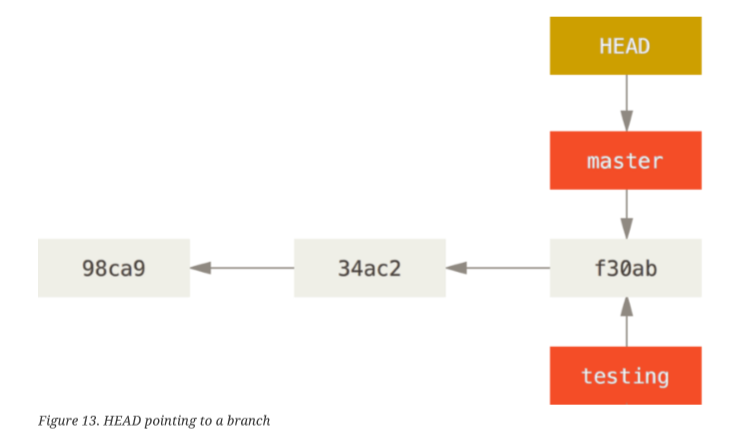 HEAD
master
98ca9 34ac2 f30ab
testing
Figure 13. HEAD pointing to a branch